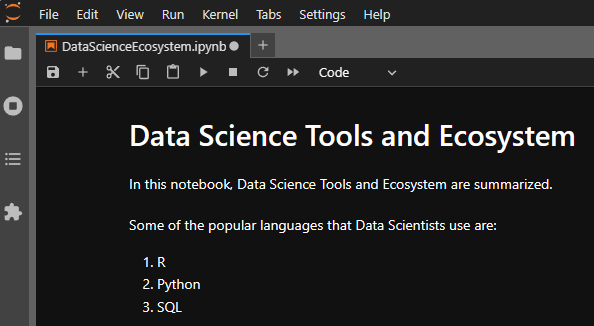 File Edit View Run Kernel Tabs Settings Help
DataScienceEcosystem.ipynb
Code
Data Science Tools and Ecosystem
In this notebook, Data Science Tools and Ecosystem are summarized.
Some of the popular languages that Data Scientists use are:
1. R
2. Python
3. SQL